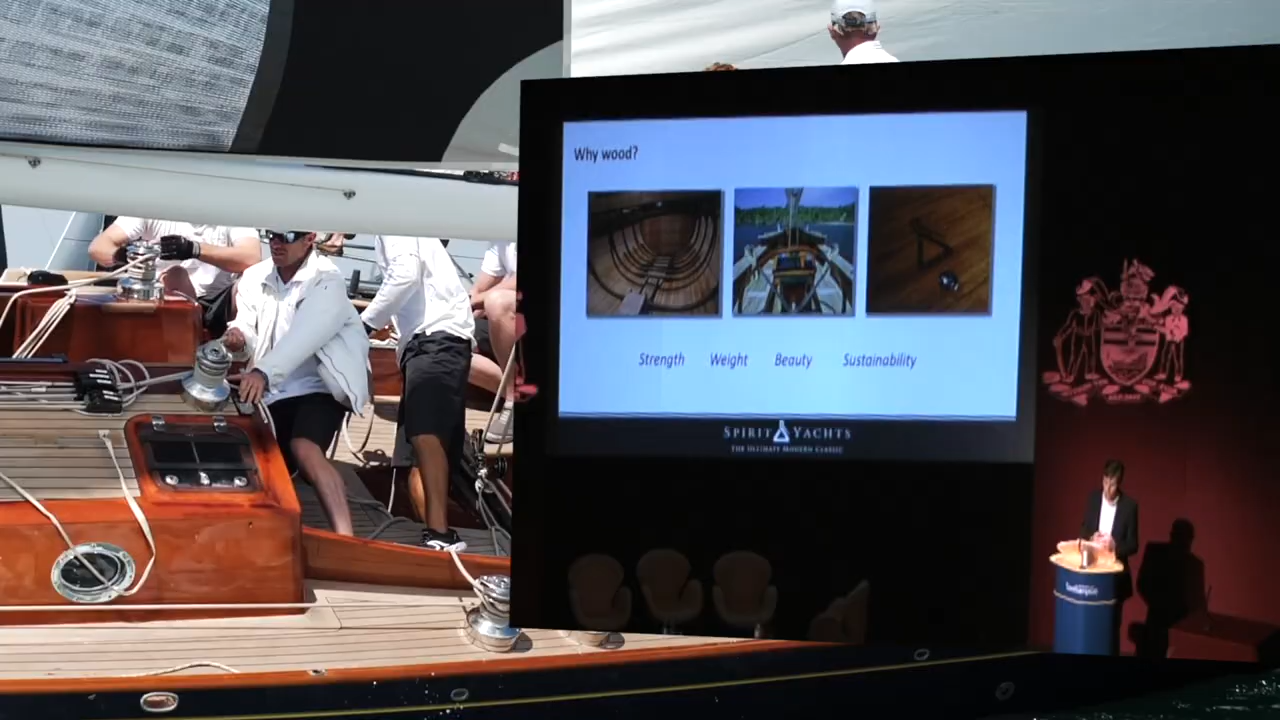 Why wood?
Strength Weight Beauty Sustainability
SPIRIT YACHTS
THE ULTIMATE MODERN CLASSIC